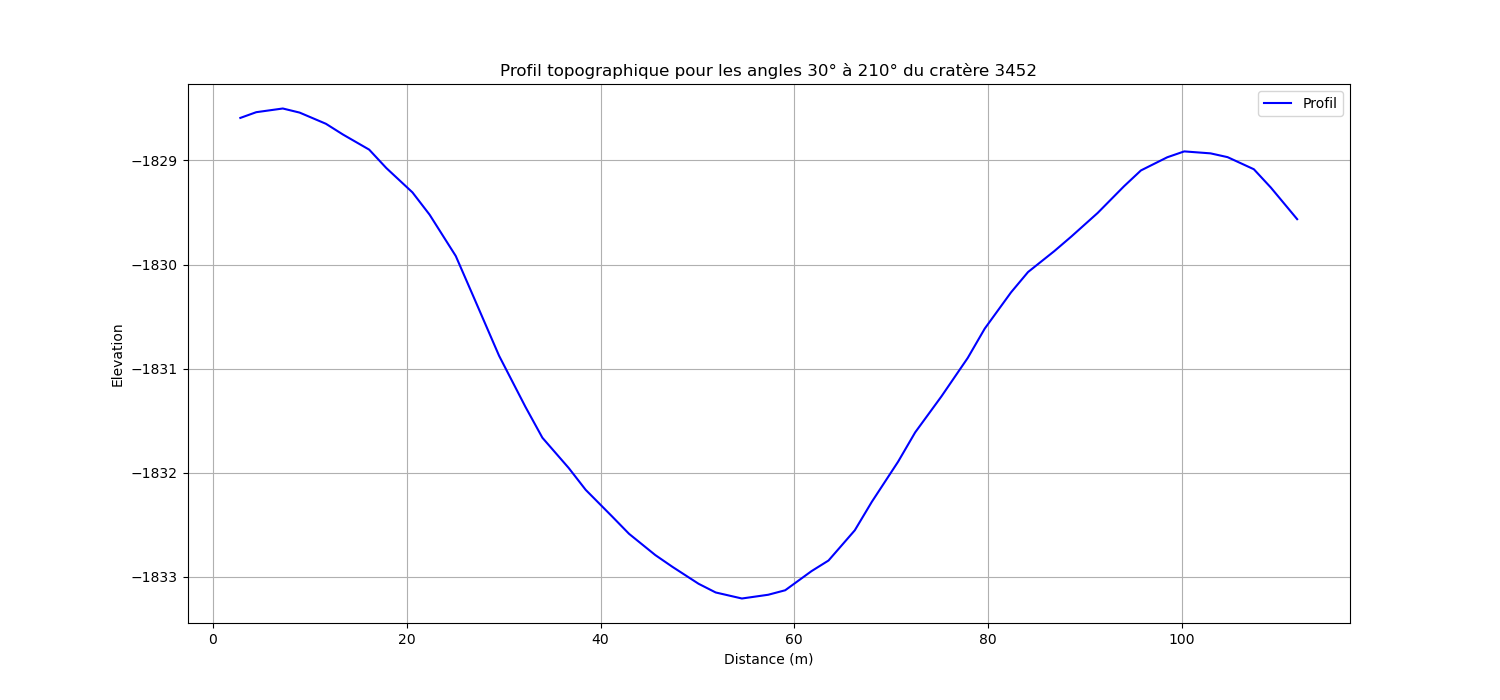 Profil topographique pour les angles 30° à 210° du cratère 3452
Profil
−1829
−1830
−1831
−1832
−1833
Elevation
0 20 40 60 80 100
Distance (m)